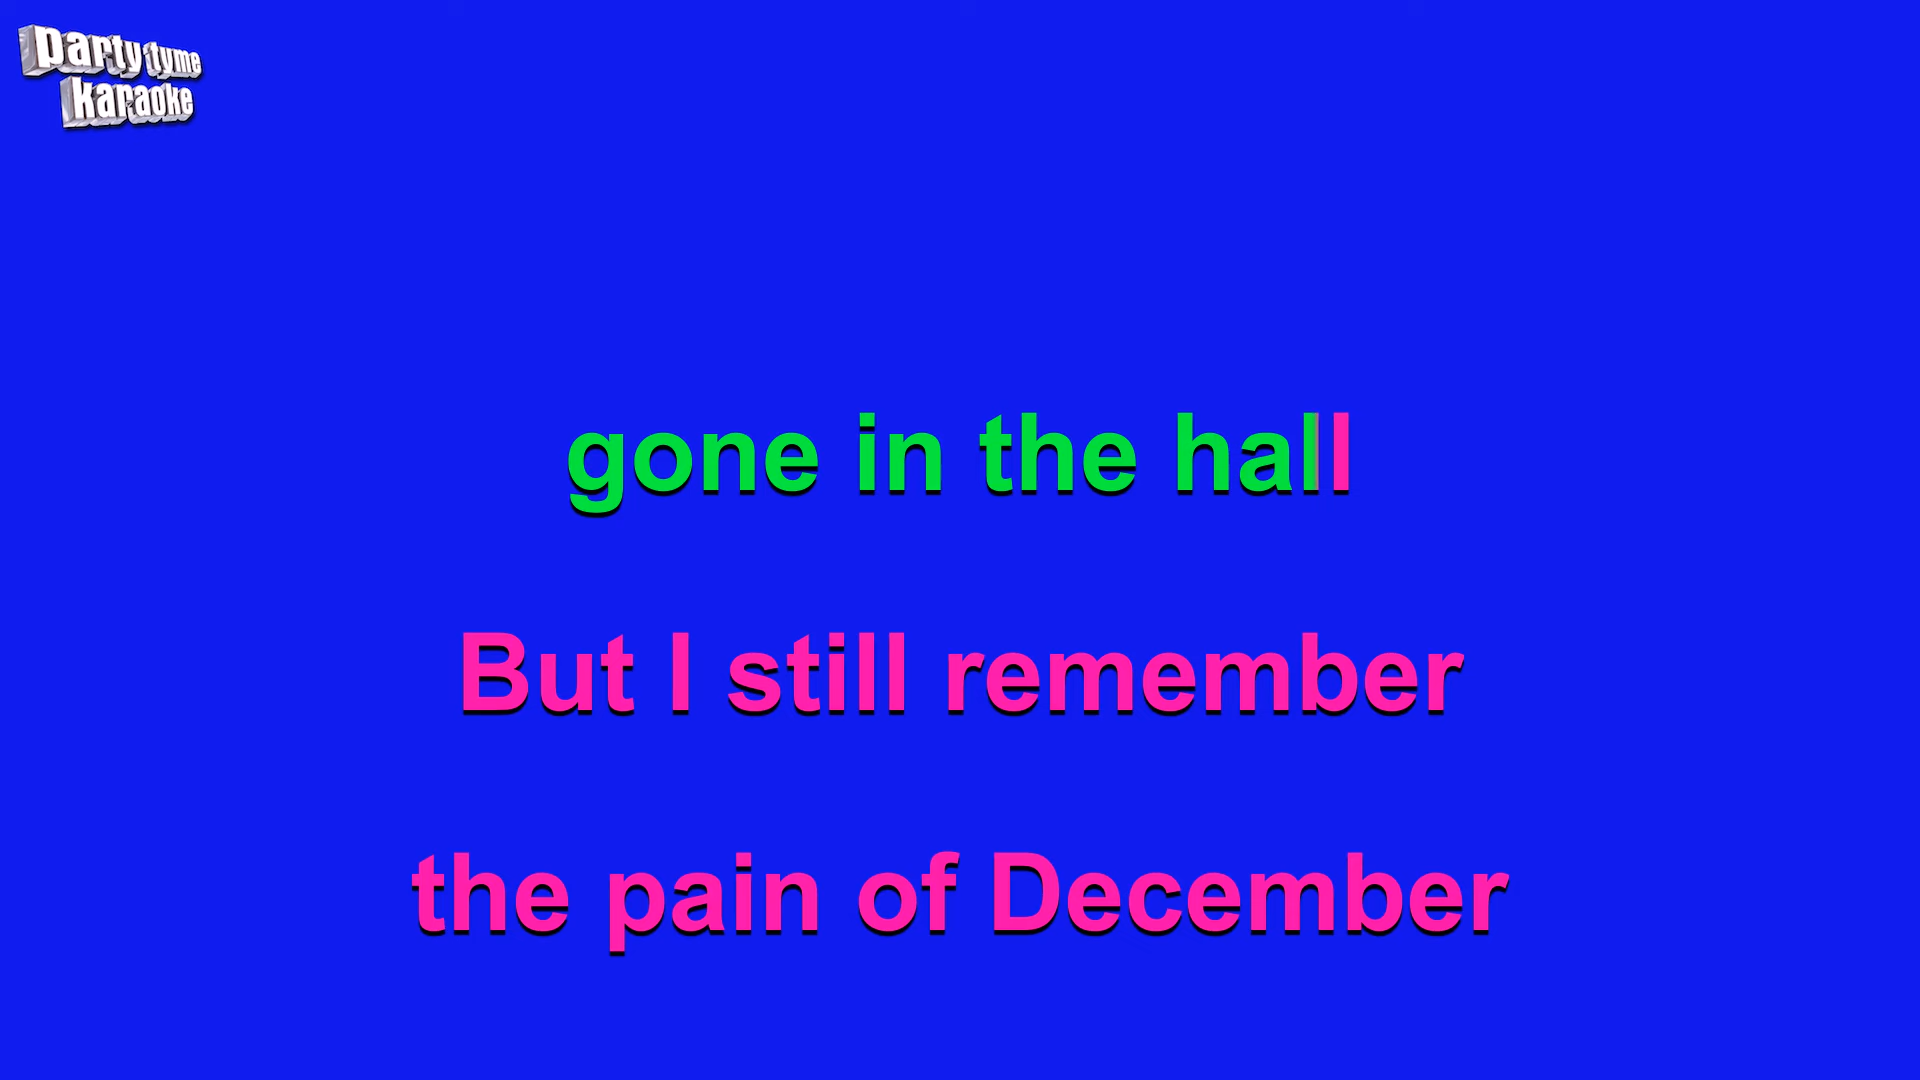 party tyme
karaoke
gone in the hall
But I still remember
the pain of December